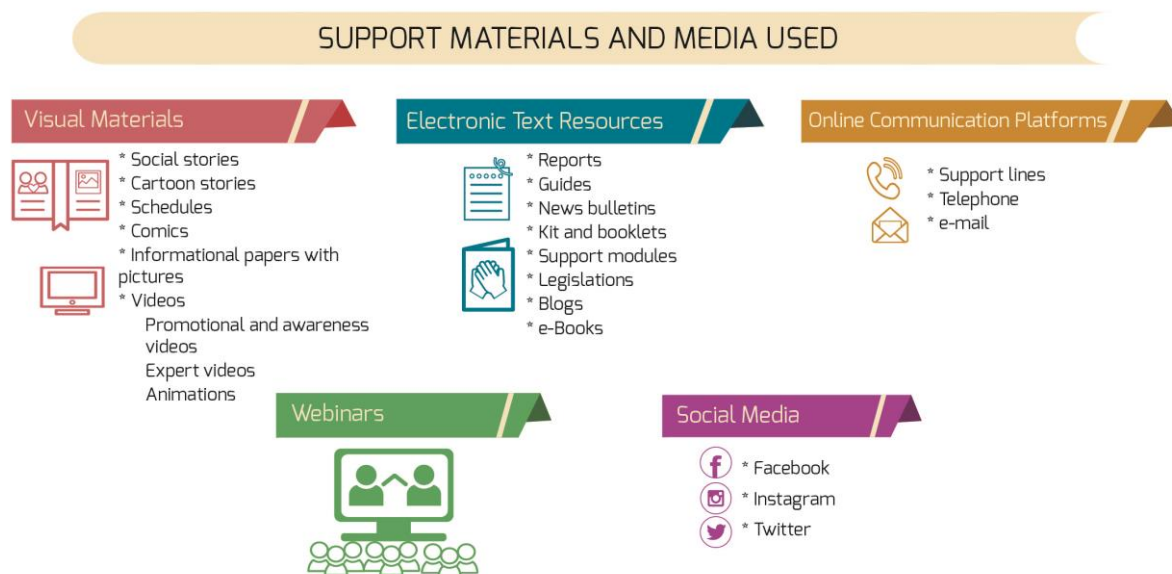 SUPPORT MATERIALS AND MEDIA USED
Visual Materials
* Social stories
* Cartoon stories
* Schedules
* Comics
* Informational papers with
pictures
* Videos
Promotional and awareness
videos
Expert videos
Animations
Electronic Text Resources
* Reports
* Guides
* News bulletins
* Kit and booklets
* Support modules
* Legislations
* Blogs
* e-Books
Online Communication Platforms
* Support lines
* Telephone
* e-mail
Webinars
Social Media
* Facebook
* Instagram
* Twitter